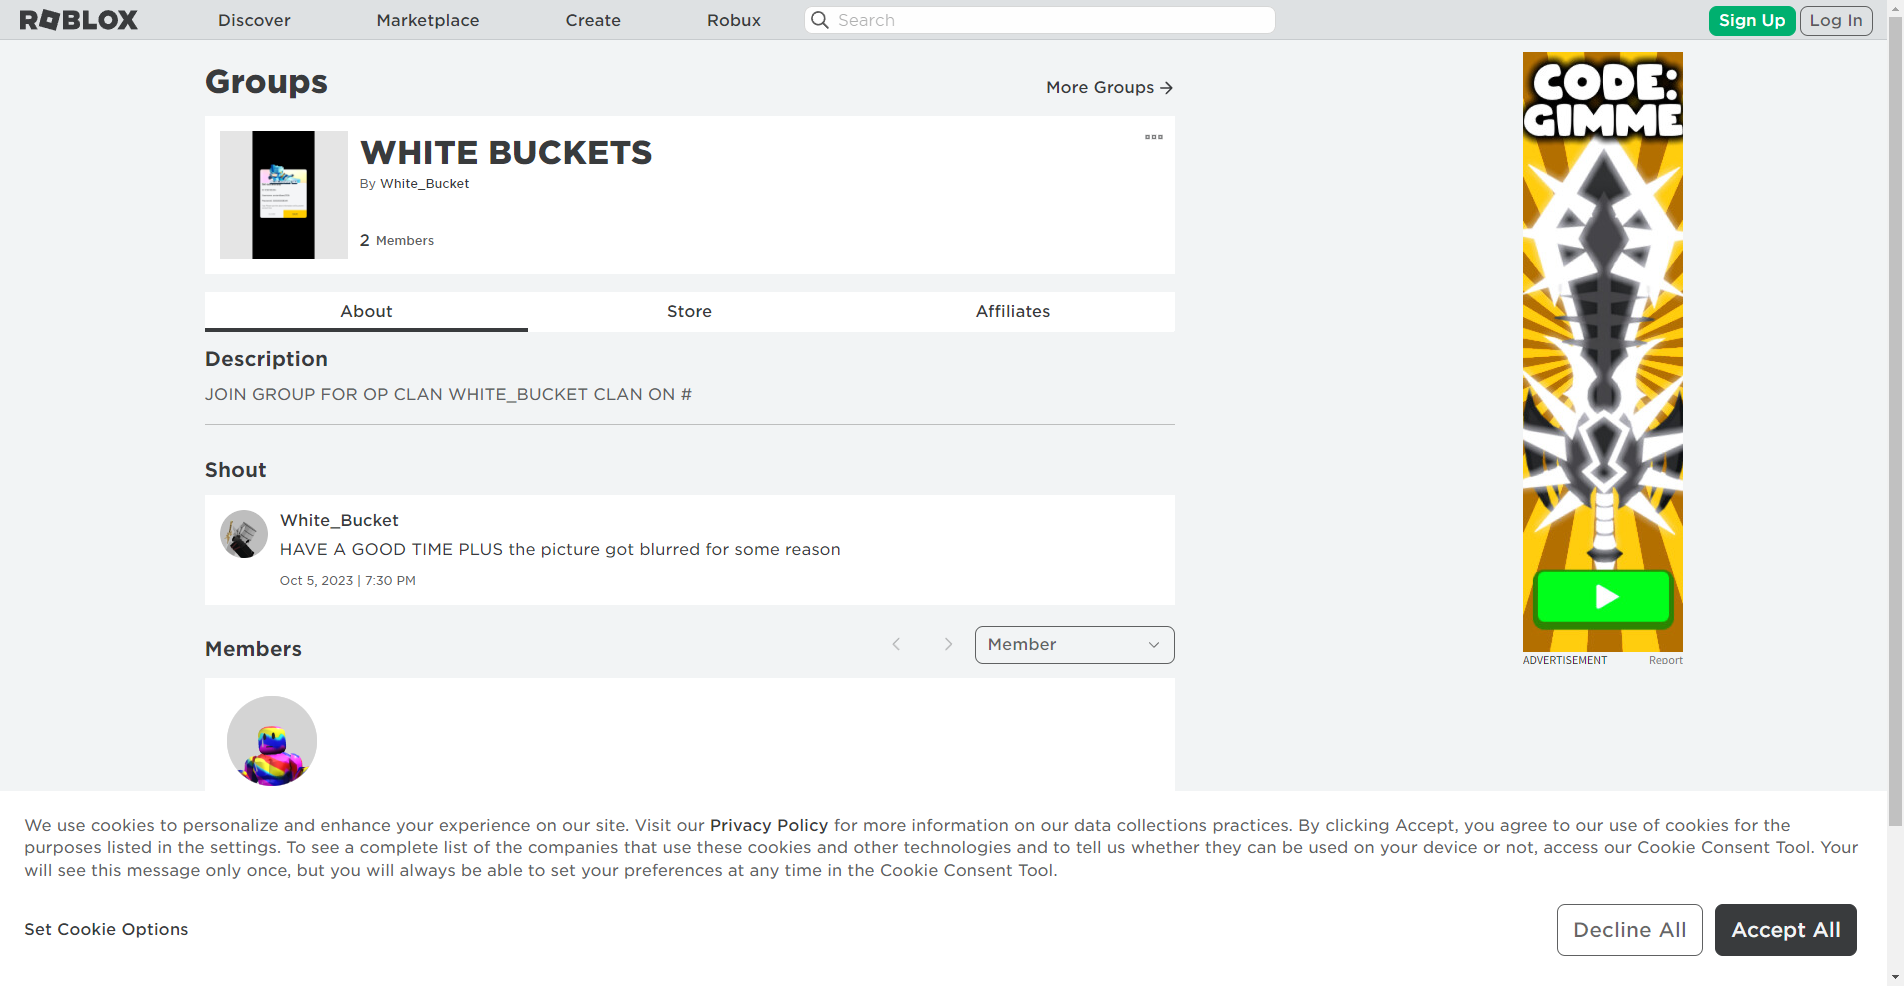 ROBLOX
Discover
Marketplace
Create
Robux
Search
Sign Up
Log In
Groups
More Groups
WHITE BUCKETS
By White_Bucket
2 Members
About
Store
Affiliates
Description
JOIN GROUP FOR OP CLAN WHITE_BUCKET CLAN ON #
Shout
White_Bucket
HAVE A GOOD TIME PLUS the picture got blurred for some reason
Oct 5, 2023 | 7:30 PM
Members
Member
CODE:
GIMME
ADVERTISEMENT
Report
We use cookies to personalize and enhance your experience on our site. Visit our Privacy Policy for more information on our data collections practices. By clicking Accept, you agree to our use of cookies for the
purposes listed in the settings. To see a complete list of the companies that use these cookies and other technologies and to tell us whether they can be used on your device or not, access our Cookie Consent Tool. Your
will see this message only once, but you will always be able to set your preferences at any time in the Cookie Consent Tool.
Set Cookie Options
Decline All
Accept All